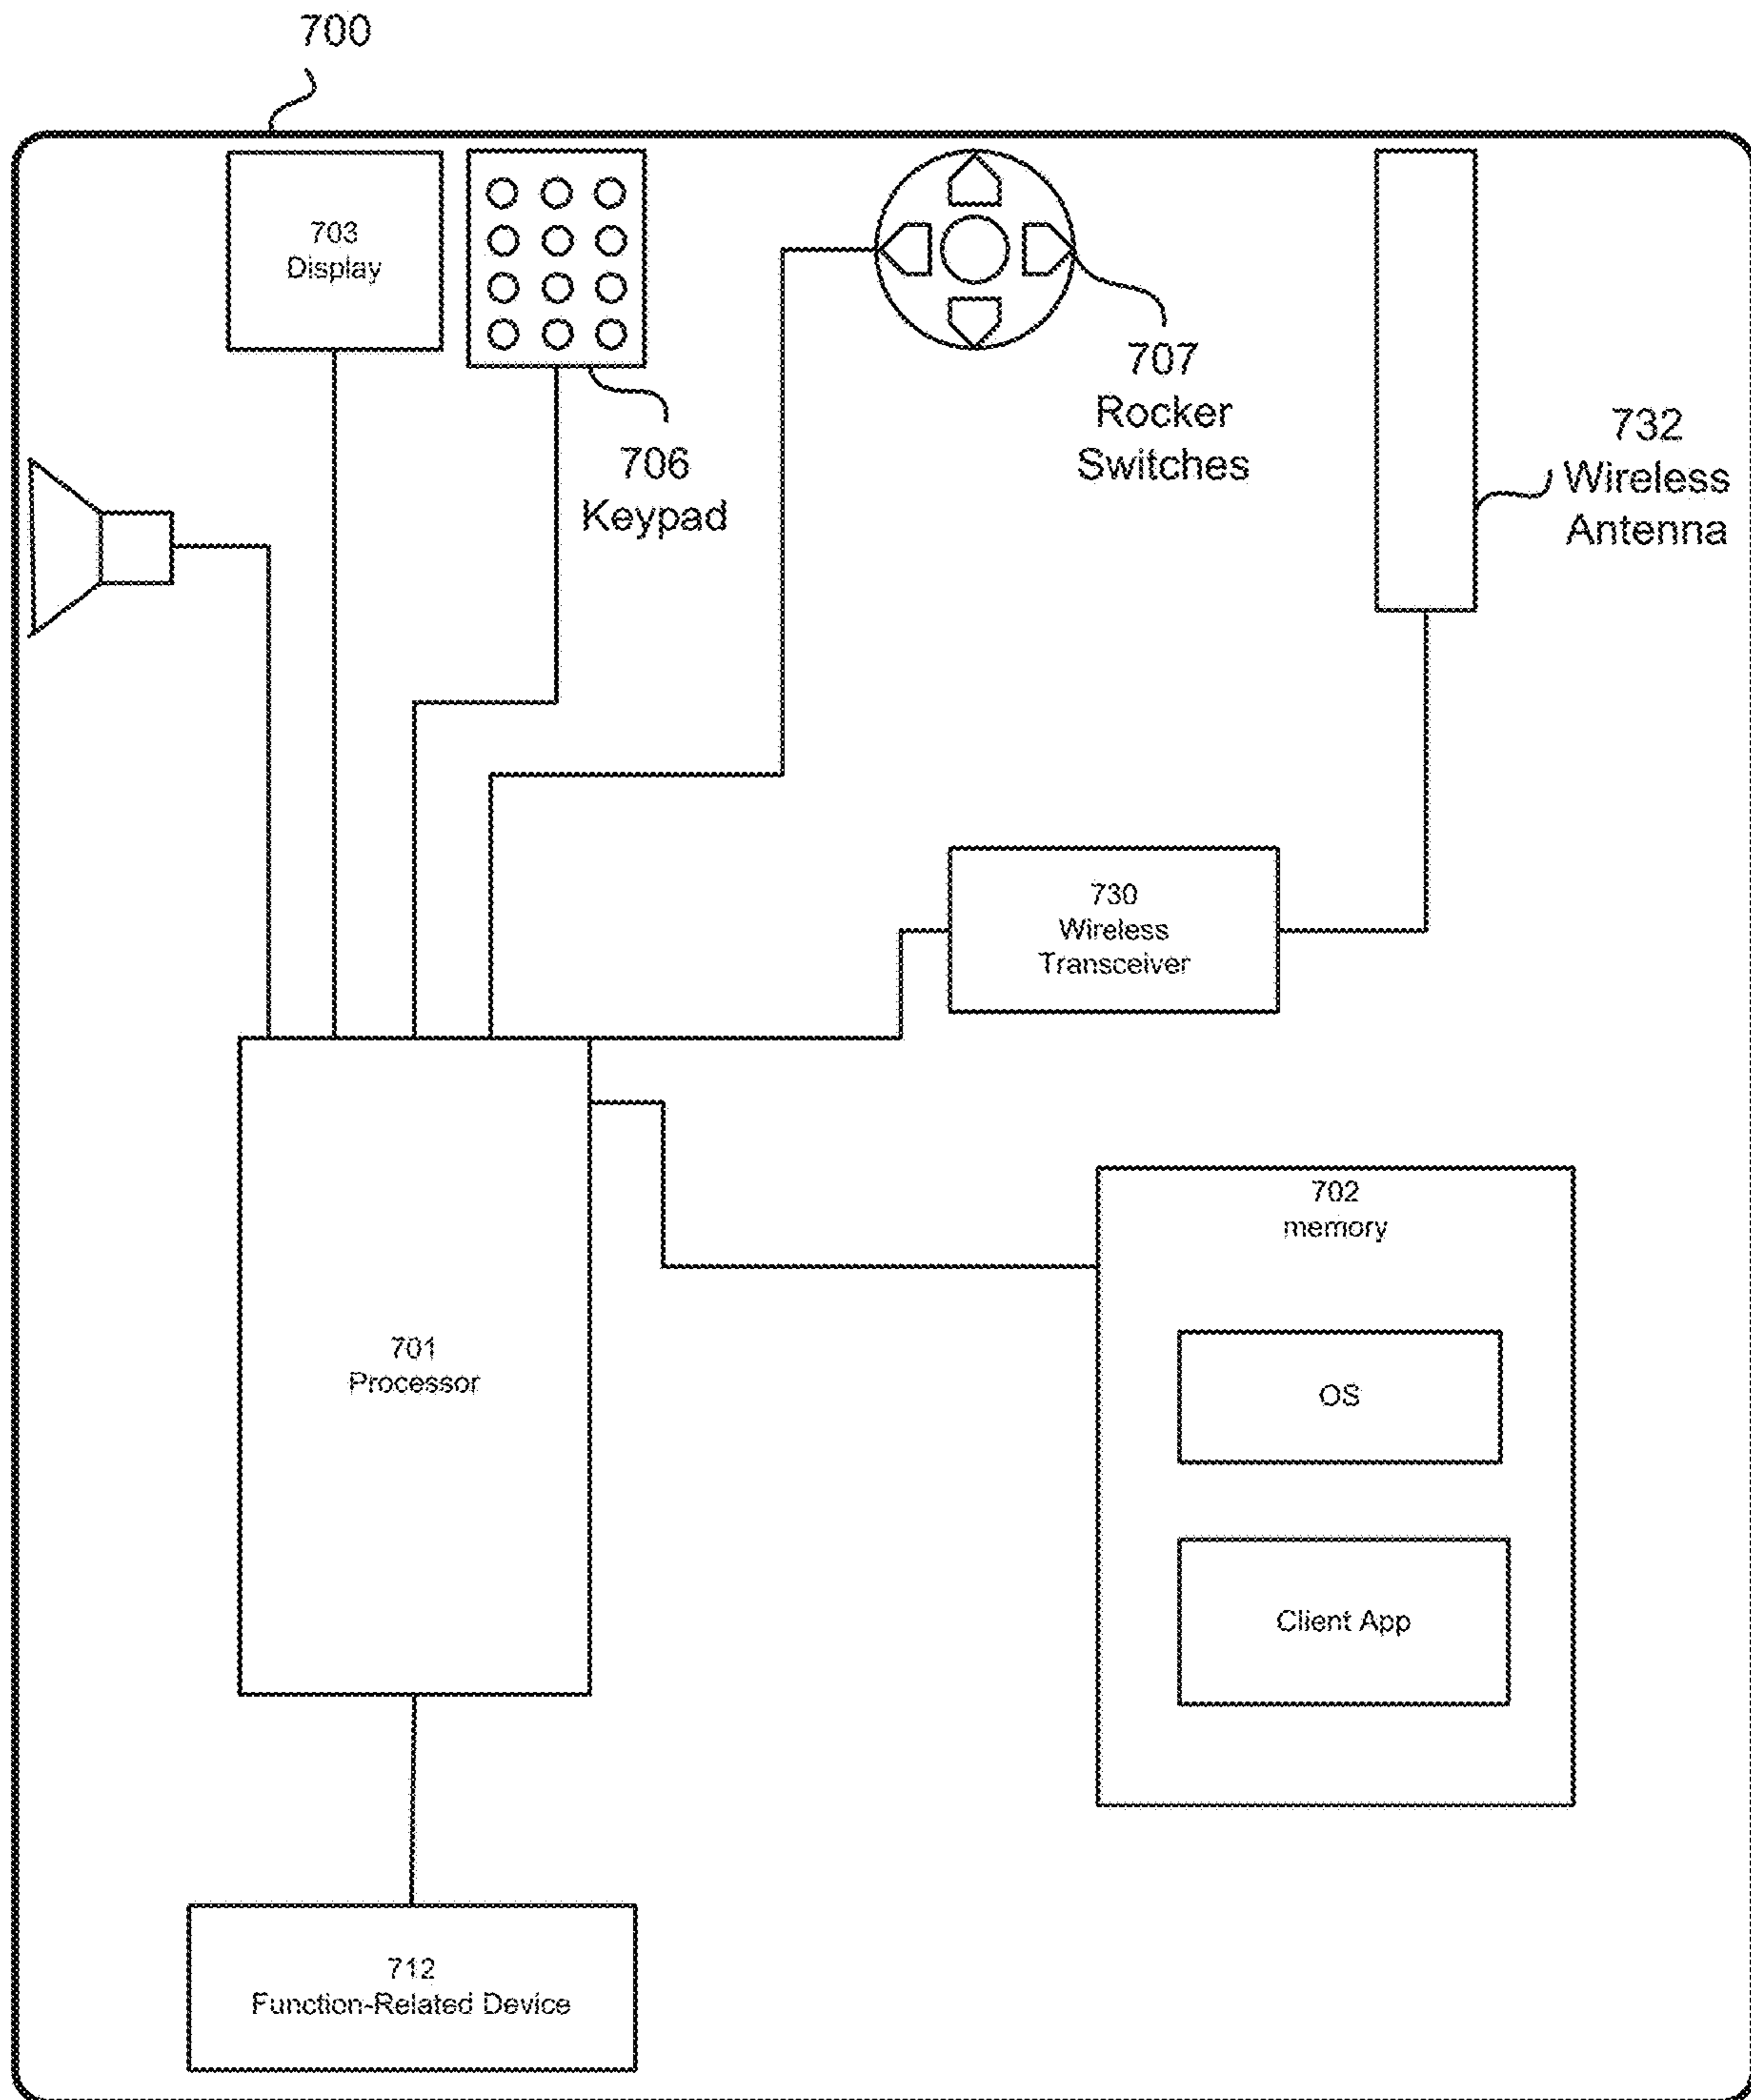 700
703
Display
706
Keypad
707
Rocker
Switches
732
Wireless
Antenna
730
Wireless
Transceiver
702
memory
701
Processor
OS
Client App
712
Function-Related Device